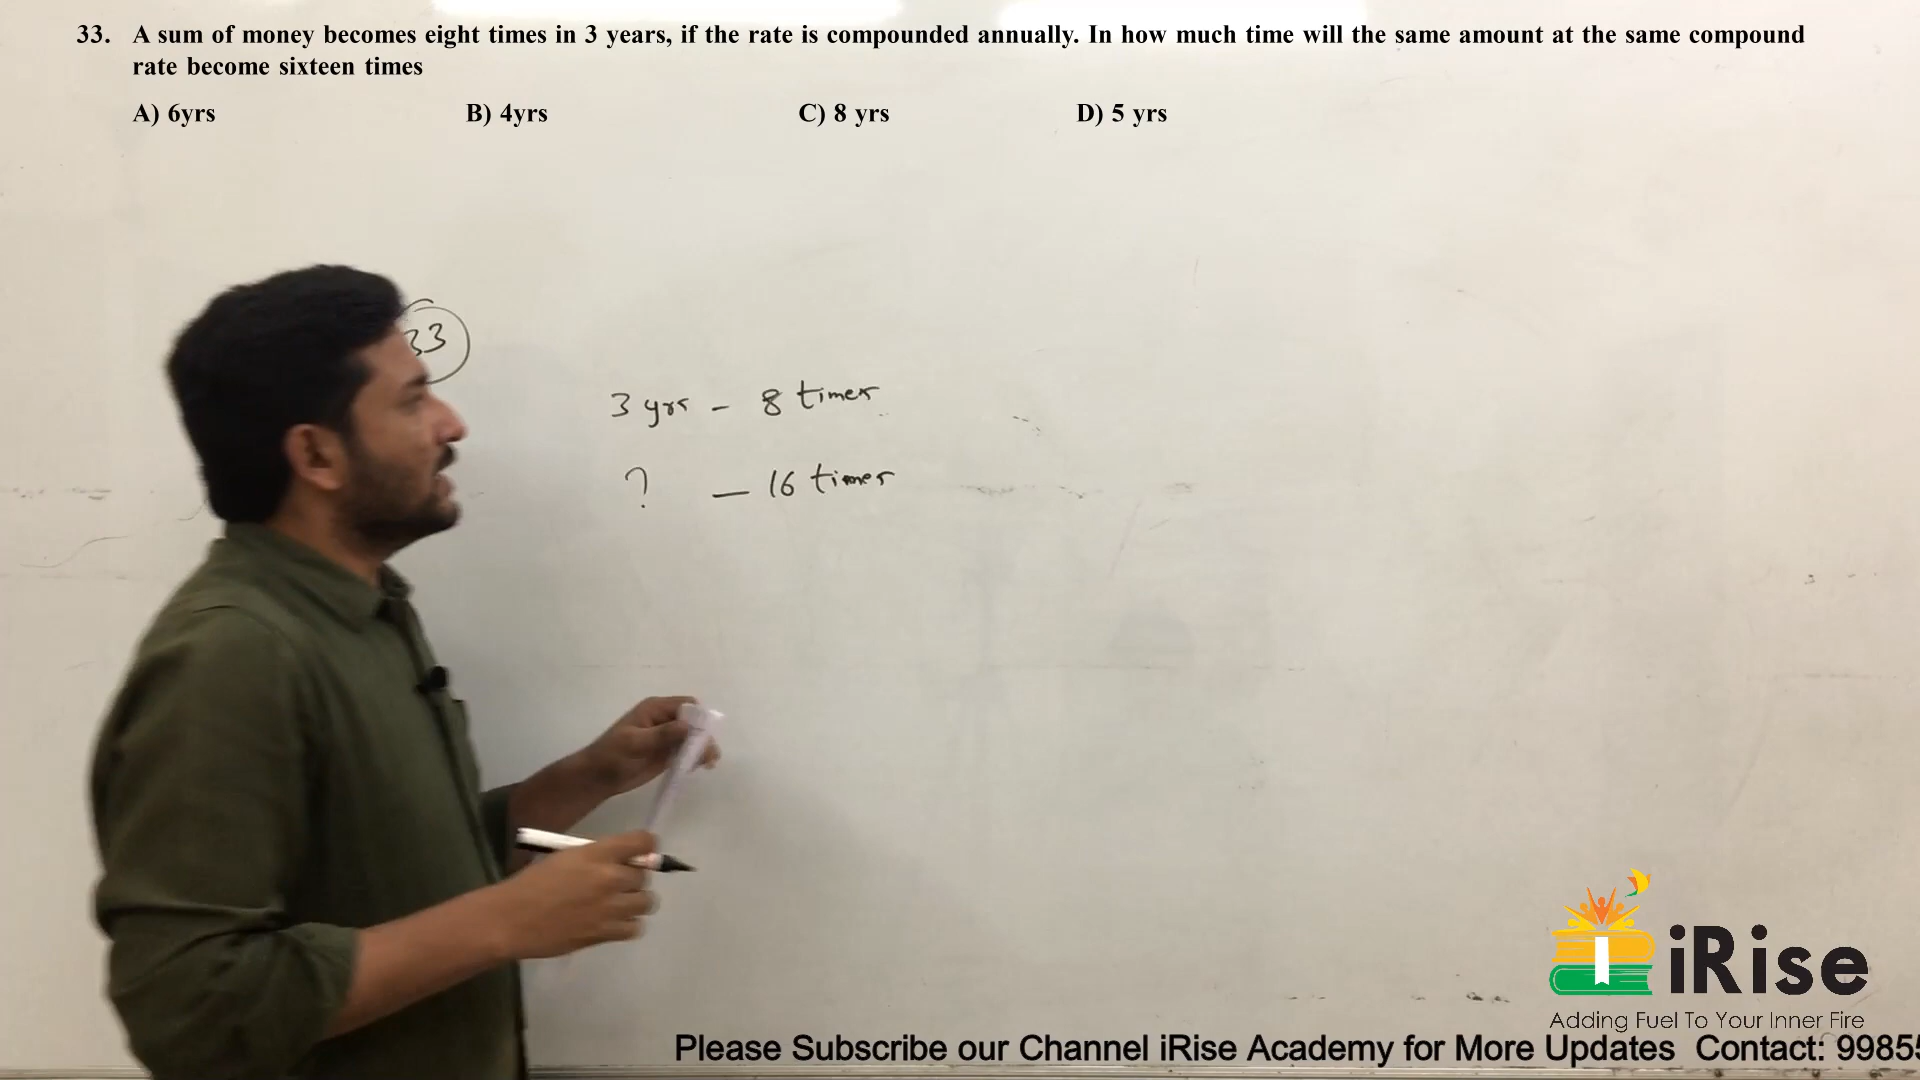 33. A sum of money becomes eight times in 3 years, if the rate is compounded annually. In how much time will the same amount at the same compound
rate become sixteen times
A) 6yrs B) 4yrs C) 8 yrs D) 5 yrs
33
3 yrs - 8 times
? - 16 times
iRise
Adding Fuel To Your Inner Fire
Please Subscribe our Channel iRise Academy for More Updates Contact: 9985